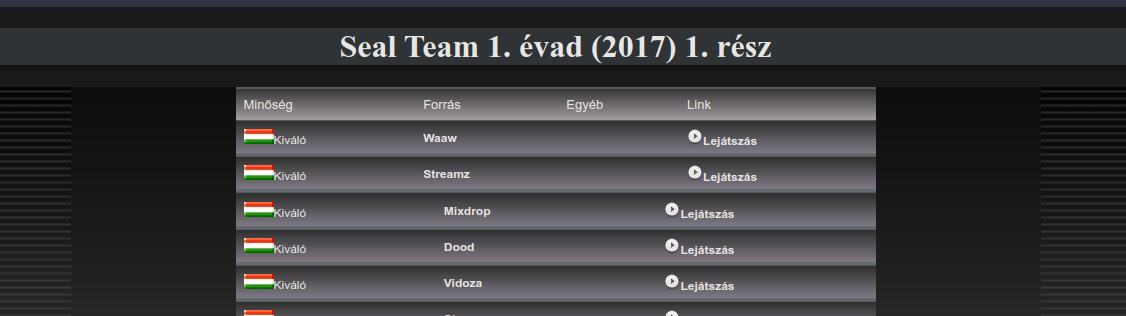 Seal Team 1. évad (2017) 1. rész
Minőség Forrás Egyéb Link
Kiváló Waaw Lejátszás
Kiváló Streamz Lejátszás
Kiváló Mixdrop Lejátszás
Kiváló Dood Lejátszás
Kiváló Vidoza Lejátszás